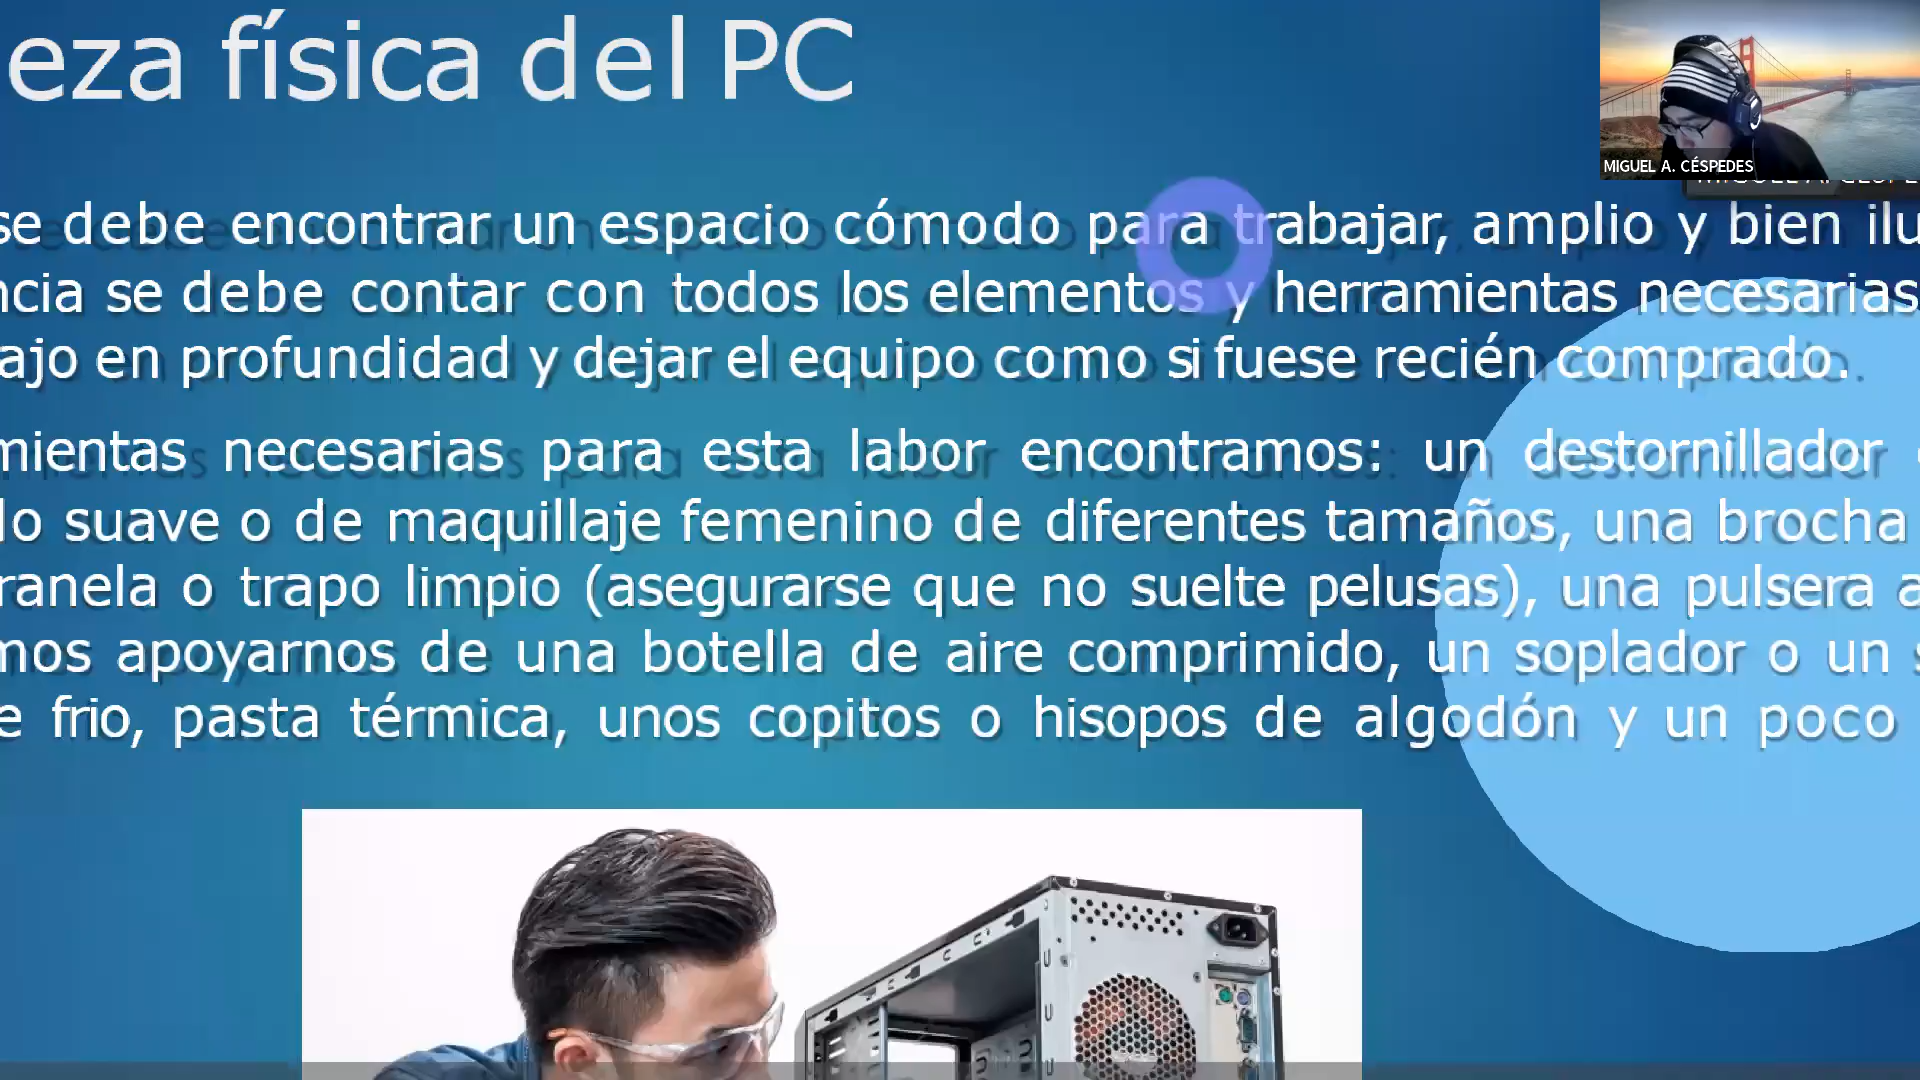 eza física del PC
MIGUEL A. CÉSPEDES
se debe encontrar un espacio cómodo para trabajar, amplio y bien ilu
ncia se debe contar con todos los elementos y herramientas necesarias
ajo en profundidad y dejar el equipo como si fuese recién comprado.
mientas necesarias para esta labor encontramos: un destornillador
lo suave o de maquillaje femenino de diferentes tamaños, una brocha
ranela o trapo limpio (asegurarse que no suelte pelusas), una pulsera a
mos apoyarnos de una botella de aire comprimido, un soplador o un s
e frio, pasta térmica, unos copitos o hisopos de algodón y un poco